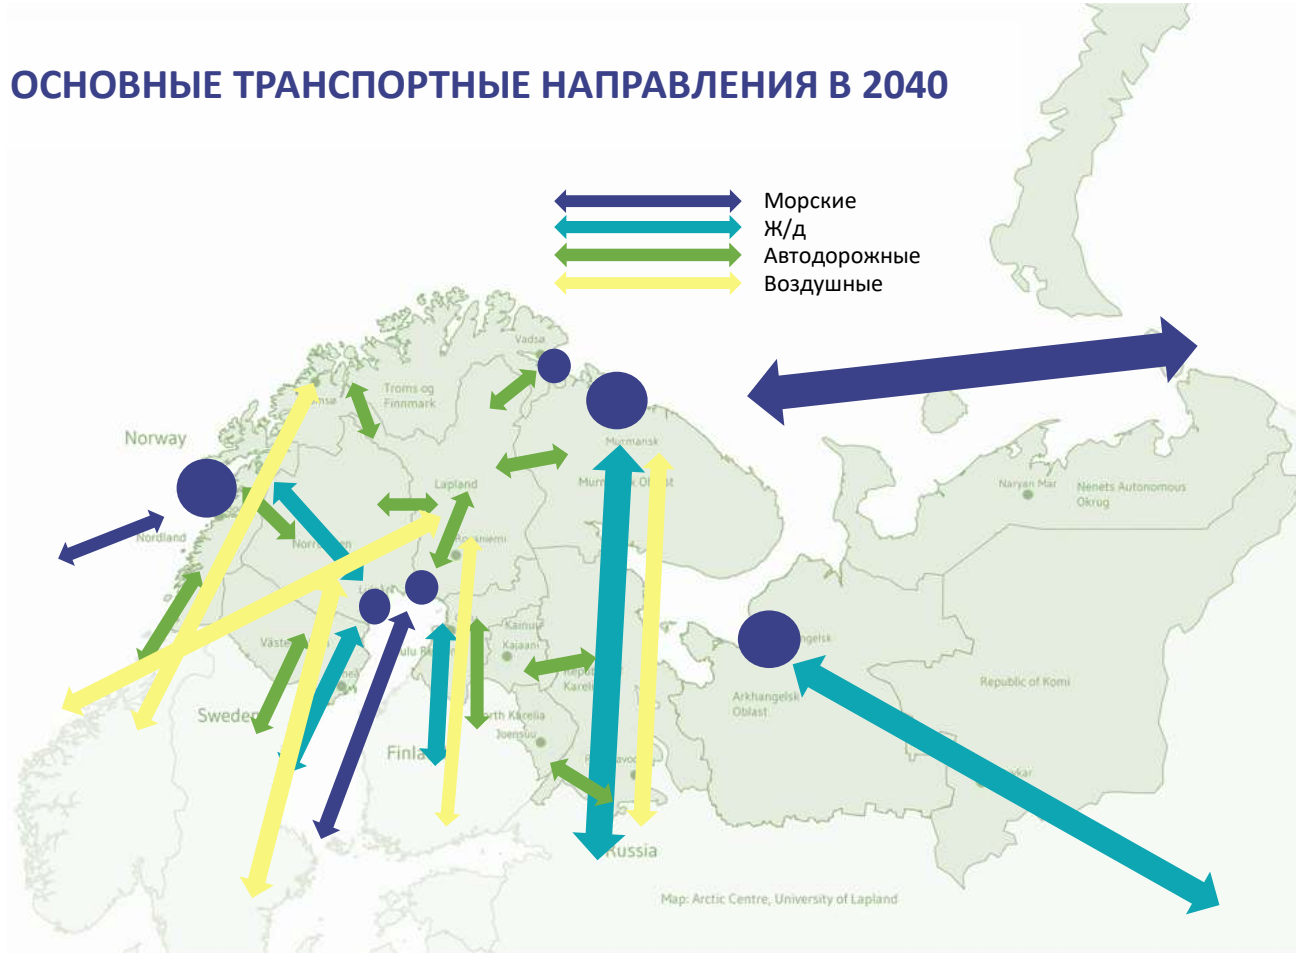 ОСНОВНЫЕ ТРАНСПОРТНЫЕ НАПРАВЛЕНИЯ В 2040
Морские
Ж/д
Автодорожные
Воздушные
Vadsø
Troms og
Finnmark
Norway
Murmansk
Lapland
Naryan Mar
Nenets Autonomous
Okrug
Nordland
Kainuu
Kajaani
Republic of Komi
Arkhangelsk
Oblast
Sweden
North Karelia
Joensuu
Russia
Map: Arctic Centre, University of Lapland